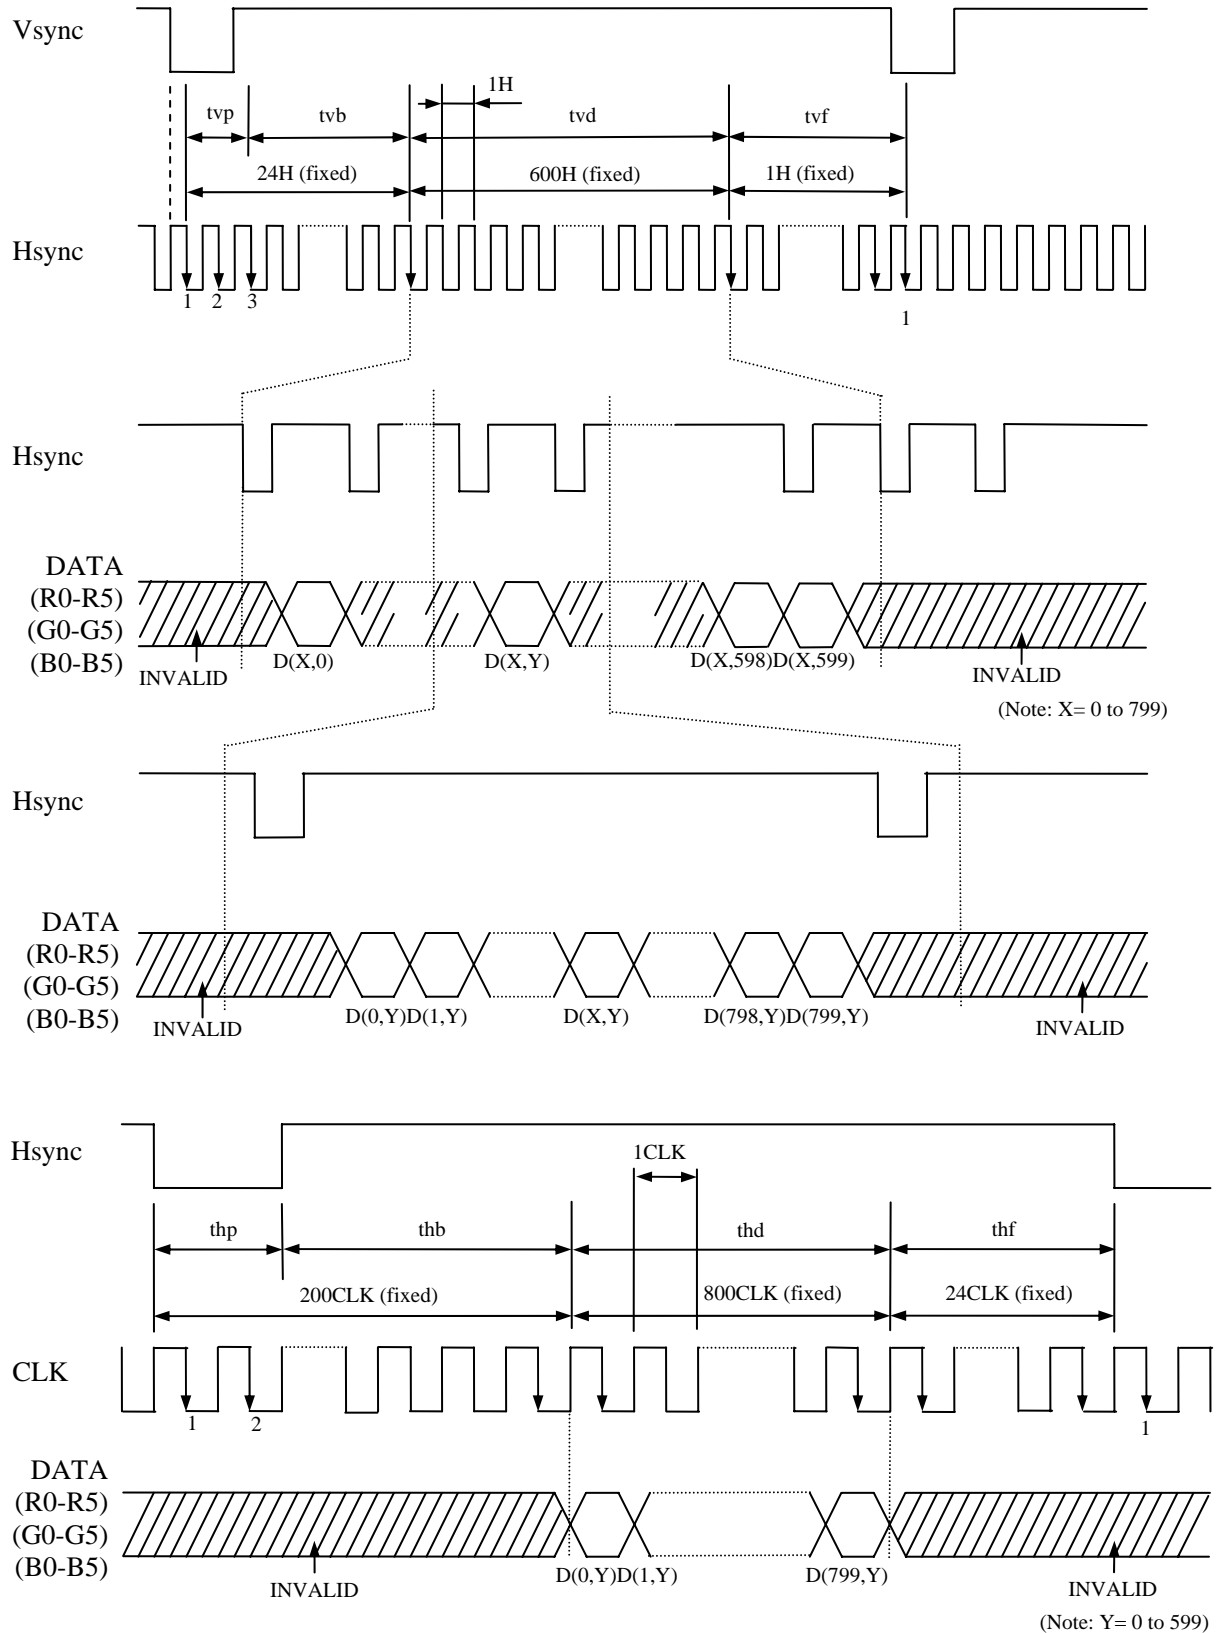 Vsync
1H
tvp
tvb
tvd
tvf
24H (fixed)
600H (fixed)
1H (fixed)
Hsync
1
2
3
1
Hsync
DATA
(R0-R5)
(G0-G5)
(B0-B5)
D(X,0)
D(X,Y)
D(X,598)D(X,599)
INVALID
INVALID
(Note: X= 0 to 799)
Hsync
DATA
(R0-R5)
(G0-G5)
(B0-B5)
D(0,Y)D(1,Y)
D(X,Y)
D(798,Y)D(799,Y)
INVALID
INVALID
Hsync
1CLK
thp
thb
thd
thf
200CLK (fixed)
800CLK (fixed)
24CLK (fixed)
CLK
1
2
1
DATA
(R0-R5)
(G0-G5)
(B0-B5)
D(0,Y)D(1,Y)
D(799,Y)
INVALID
INVALID
(Note: Y= 0 to 599)